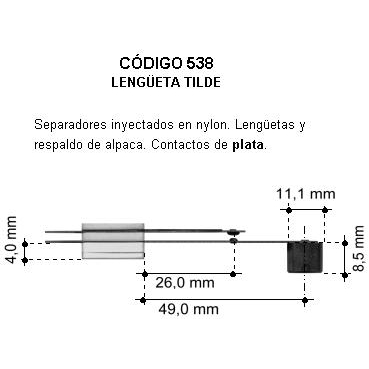 CÓDIGO 538
LENGÜETA TILDE
Separadores inyectados en nylon. Lengüetas y
respaldo de alpaca. Contactos de plata.
11,1 mm
4,0 mm
8,5 mm
26,0 mm
49,0 mm